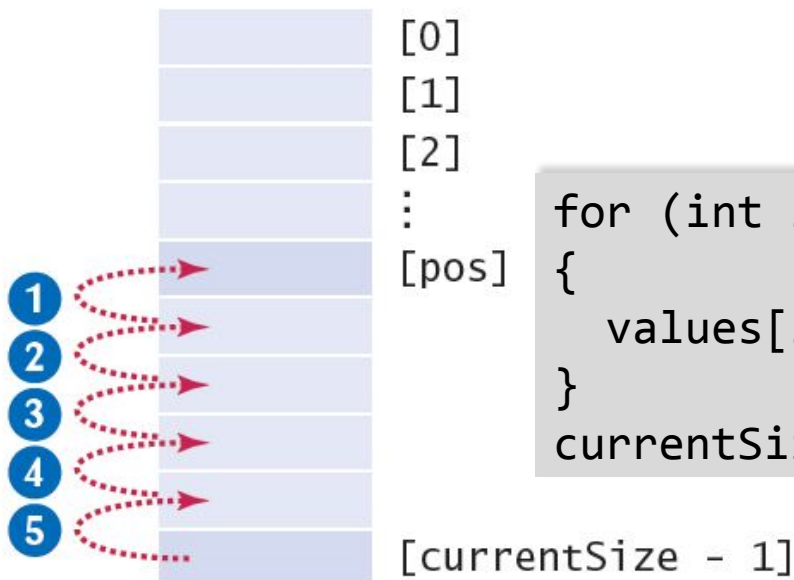 [0]
[1]
[2]
⋮
[pos]
1
2
3
4
5
[currentSize - 1]
for (int
{
values[
}
currentSi